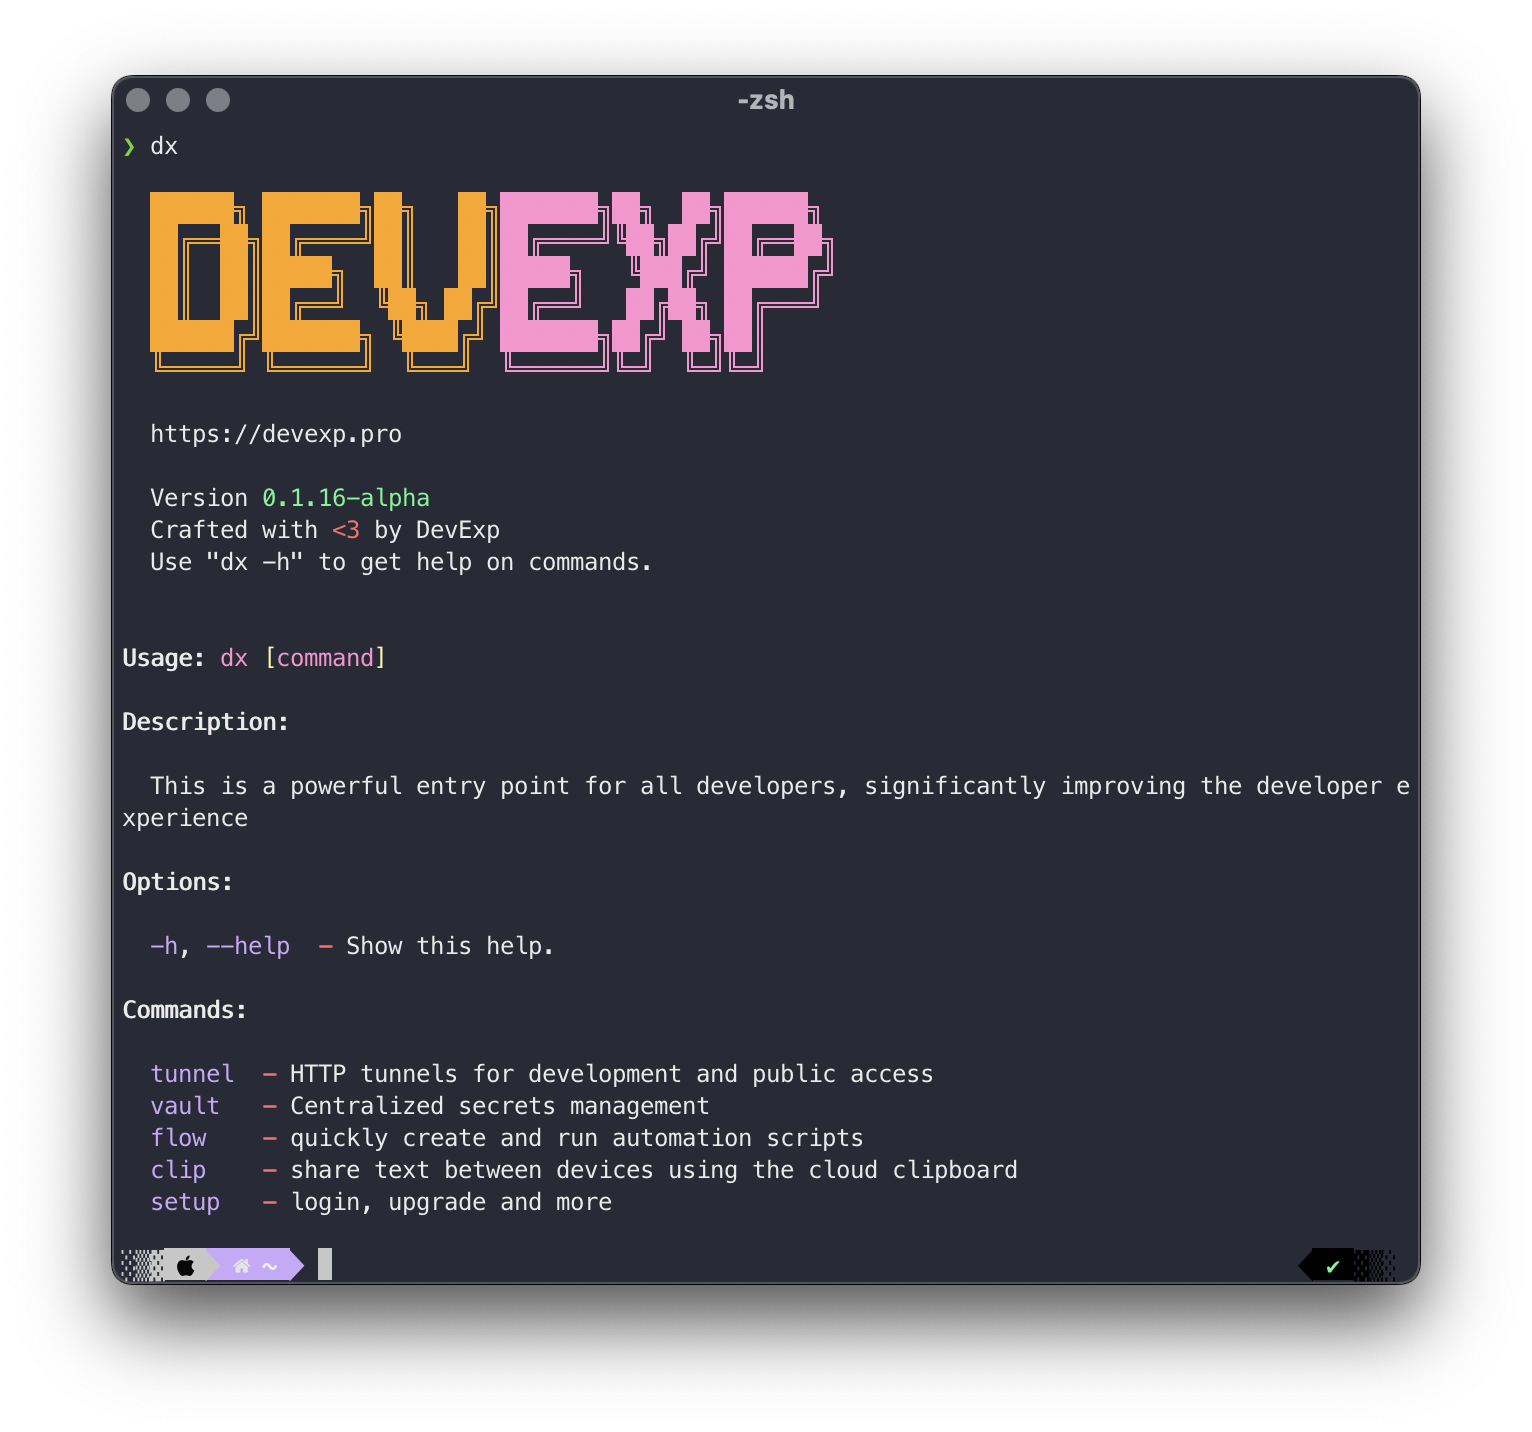 -zsh
❯ dx
DEVEXP
https://devexp.pro
Version 0.1.16-alpha
Crafted with <3 by DevExp
Use "dx -h" to get help on commands.
Usage: dx [command]
Description:
This is a powerful entry point for all developers, significantly improving the developer e
xperience
Options:
-h, --help – Show this help.
Commands:
tunnel – HTTP tunnels for development and public access
vault – Centralized secrets management
flow – quickly create and run automation scripts
clip – share text between devices using the cloud clipboard
setup – login, upgrade and more
~ ✔